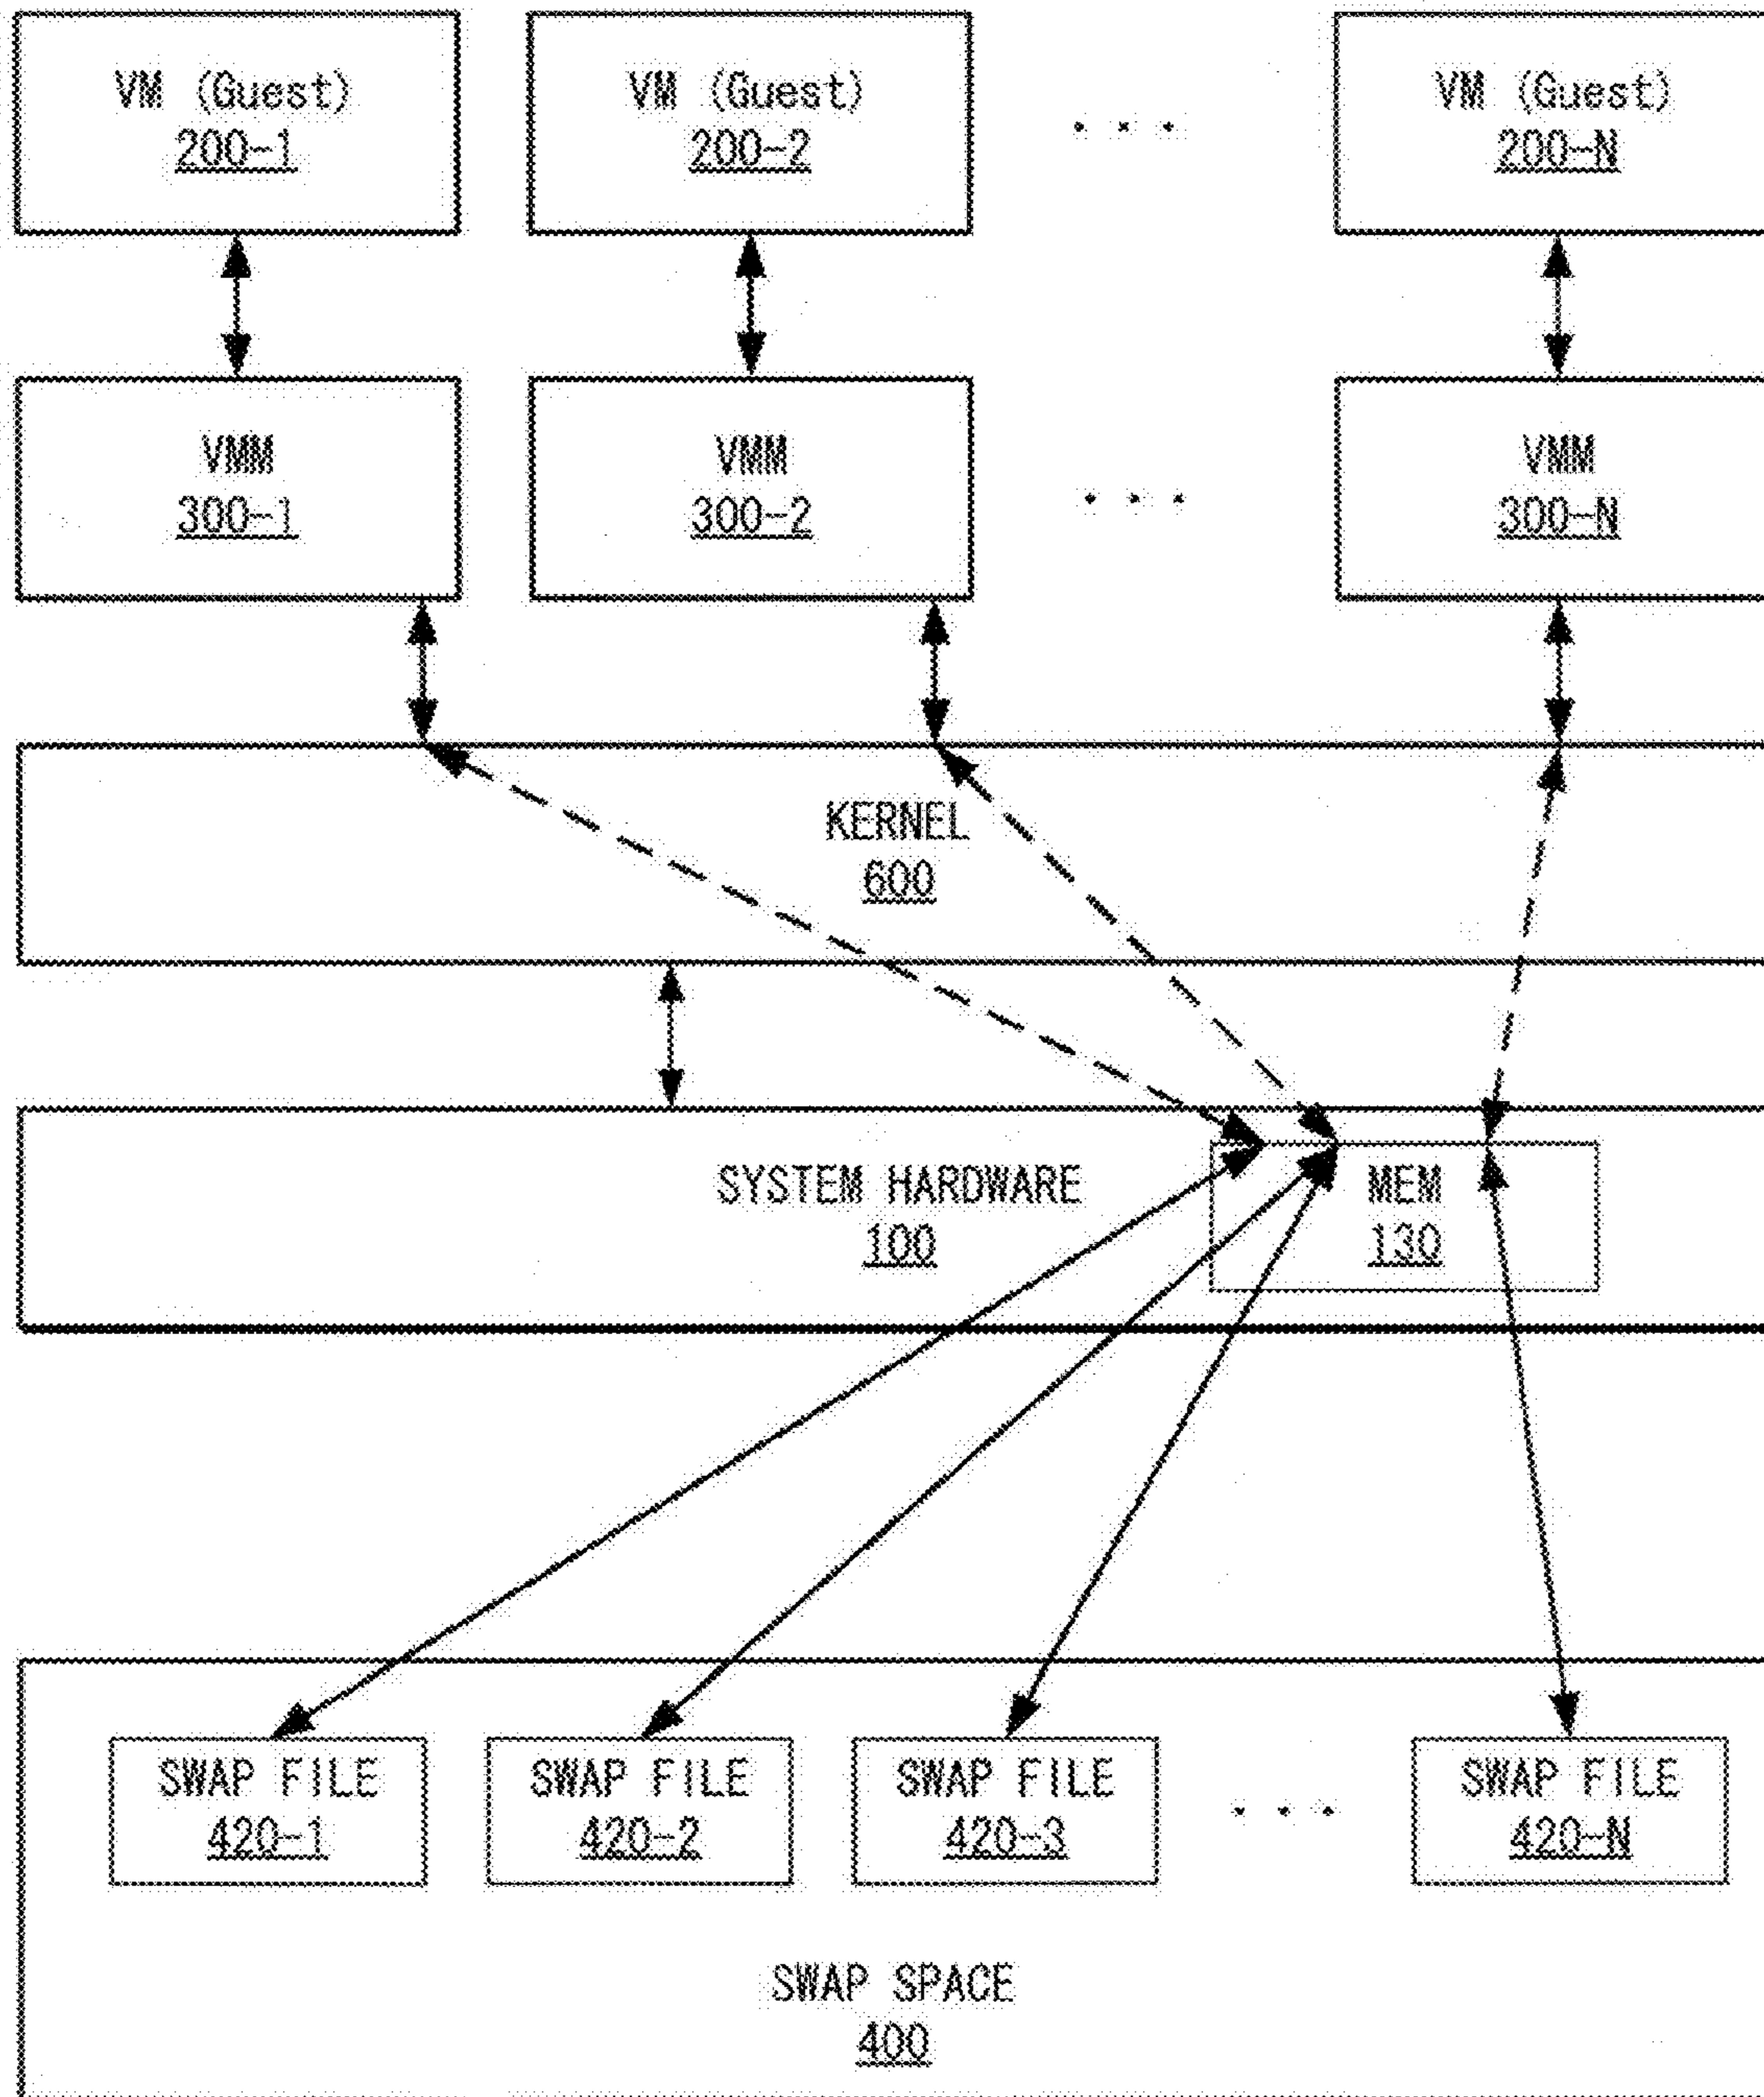 VM (Guest)
200-1
VM (Guest)
200-2
. . .
VM (Guest)
200-N
VMM
300-1
VMM
300-2
. . .
VMM
300-N
KERNEL
600
SYSTEM HARDWARE
100
MEM
130
SWAP FILE
420-1
SWAP FILE
420-2
SWAP FILE
420-3
. . .
SWAP FILE
420-N
SWAP SPACE
400